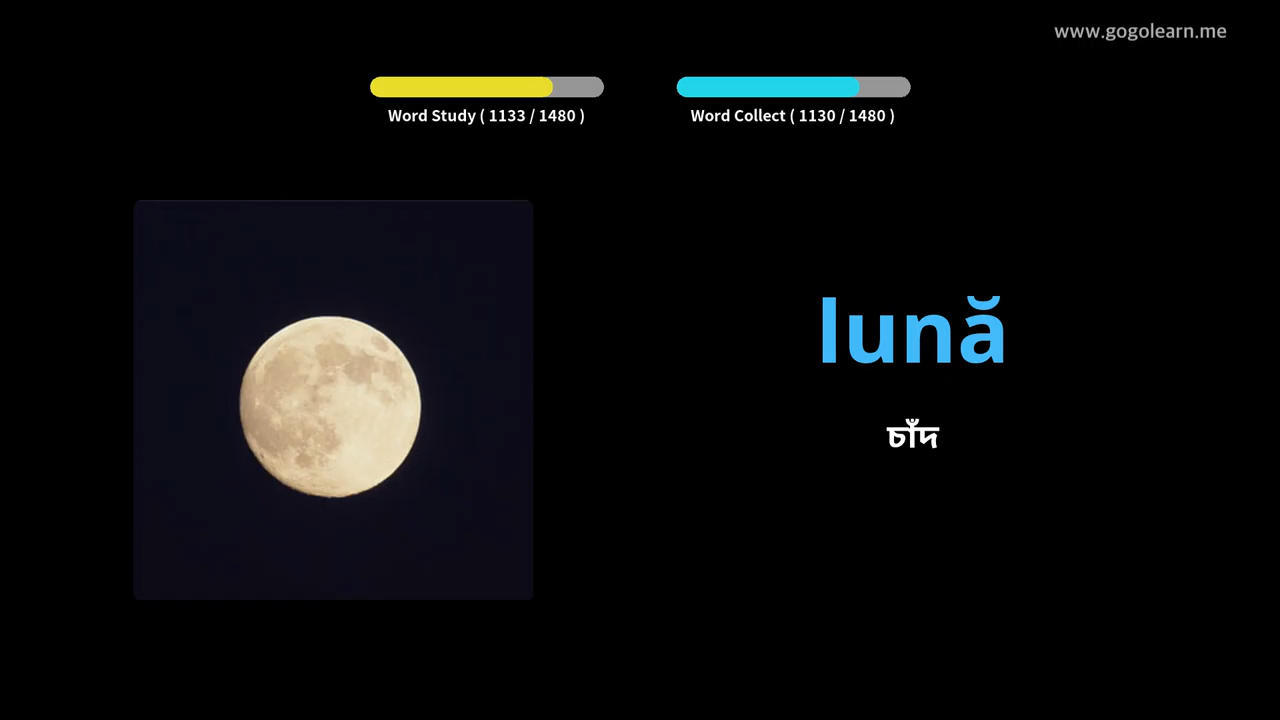 www.gogolearn.me
Word Study ( 1133 / 1480 )
Word Collect ( 1130 / 1480 )
lună
চাঁদ